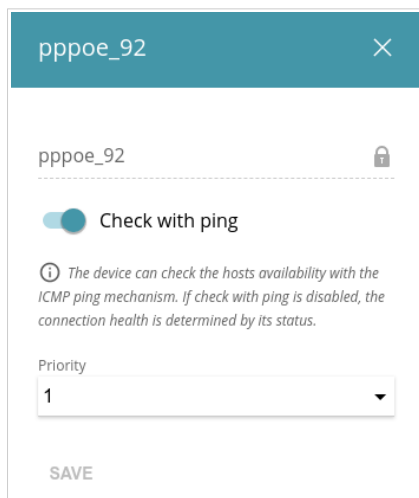 pppoe_92
pppoe_92
Check with ping
The device can check the hosts availability with the
ICMP ping mechanism. If check with ping is disabled, the
connection health is determined by its status.
Priority
1
SAVE